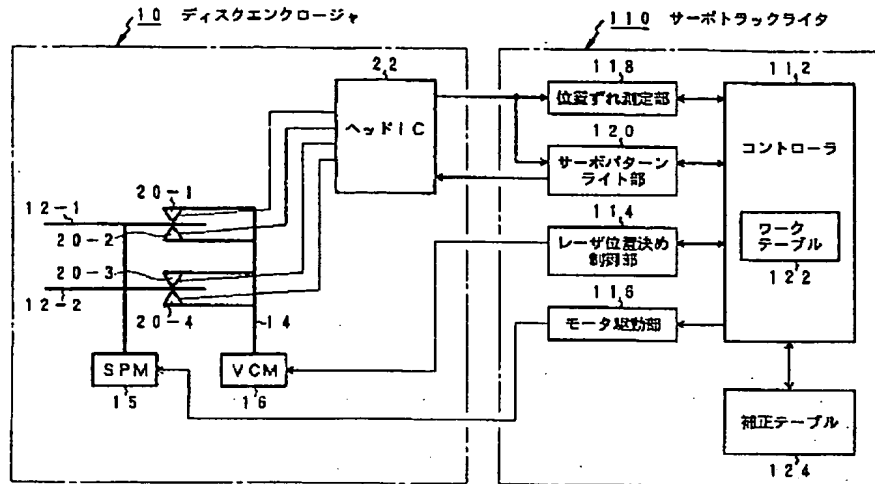 10 ディスクエンクロージャ
110 サーボトラックライタ
22
ヘッドIC
118
位置ずれ測定部
112
コントローラ
120
サーボパターン
ライト部
20-1
12-1
20-2
114
レーザ位置決め
制御部
ワーク
テーブル
122
20-3
12-2
20-4
14
116
モータ駆動部
SPM
15
VCM
16
補正テーブル
124